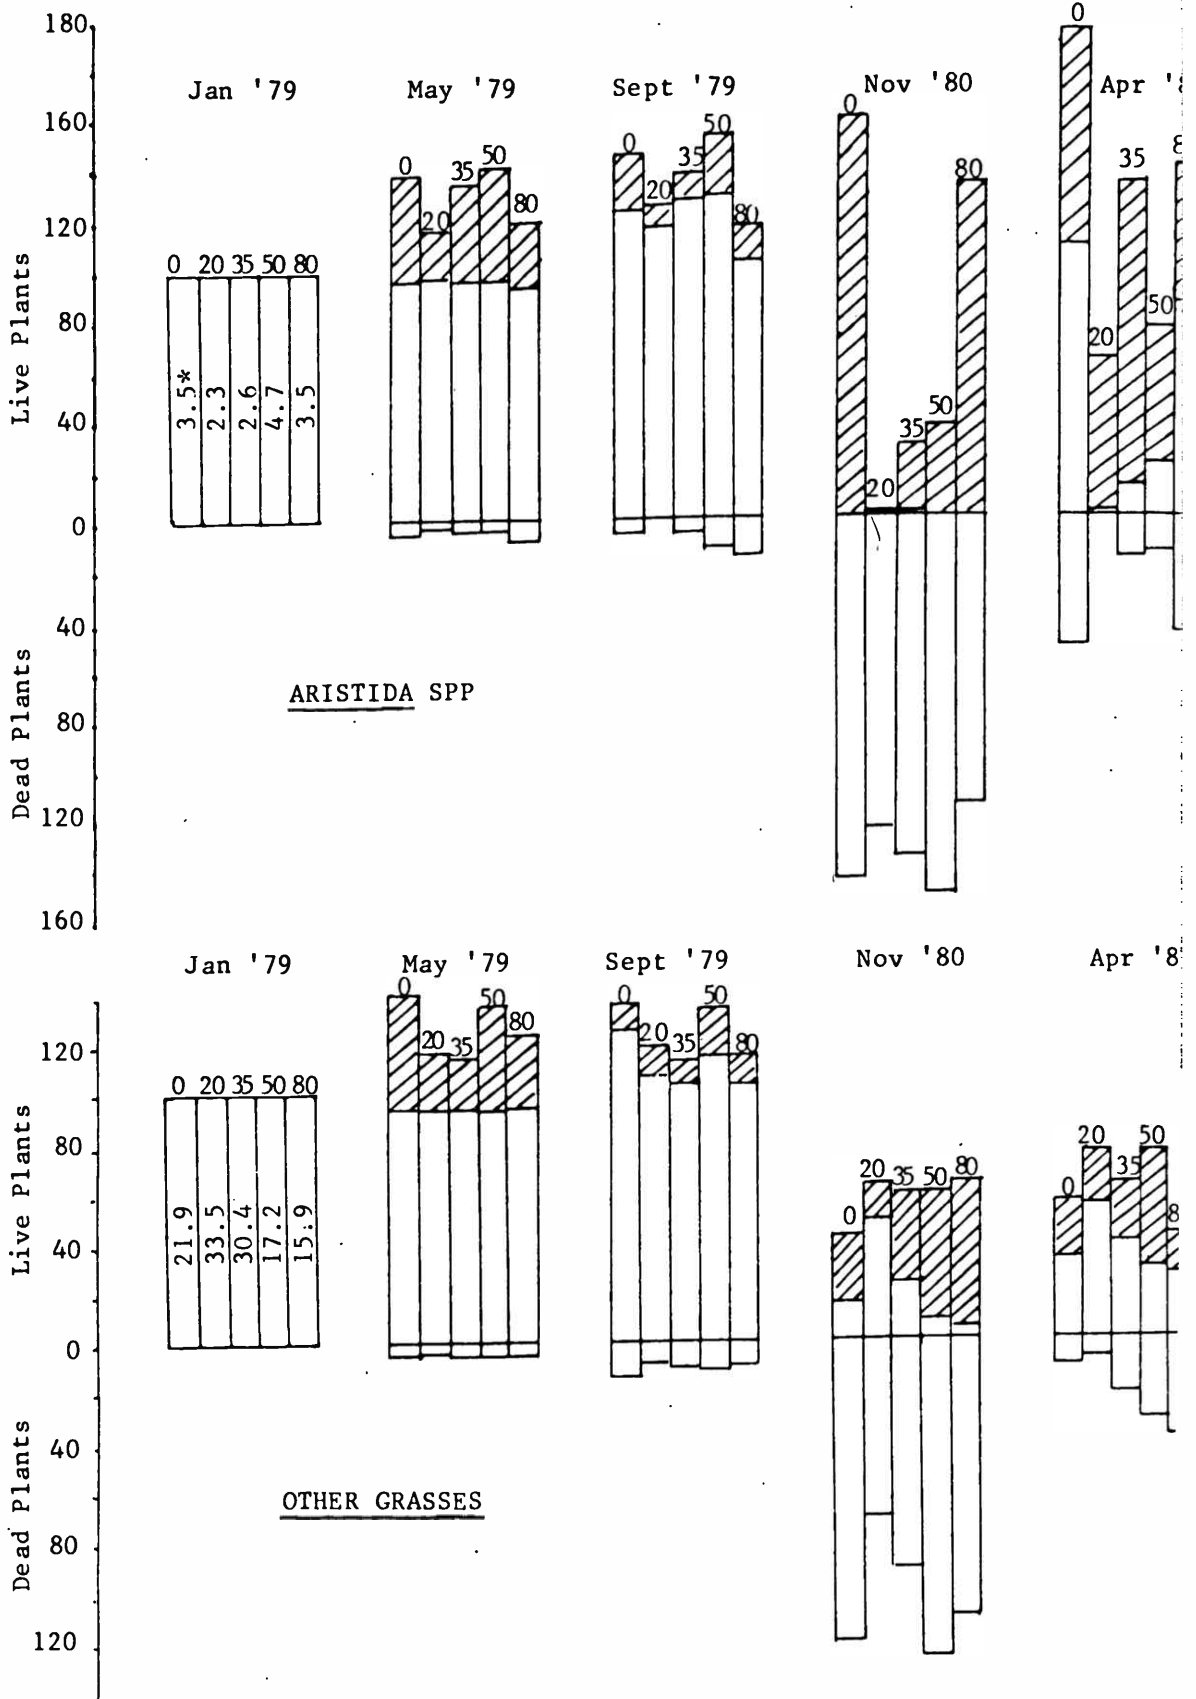 180
0
Jan '79 May '79 Sept '79 Nov '80 Apr '8
160
0 50 0 35 50 0 35 8
0 35 20 80 80
120
20 80
0 20 35 50 80
80
50
20
3.5* 2.3 2.6 4.7 3.5
40
20 35 50
0
Live Plants
40
ARISTIDA SPP
80
Dead Plants
120
160
Jan '79 May '79 Sept '79 Nov '80 Apr '8
0 50 80 0 50
120
20 35 20 35 80
0 20 35 50 80
80
20 35 50 80 20 50
0 0 35 8
21.9 33.5 30.4 17.2 15.9
40
0
Live Plants
40
OTHER GRASSES
80
Dead Plants
120